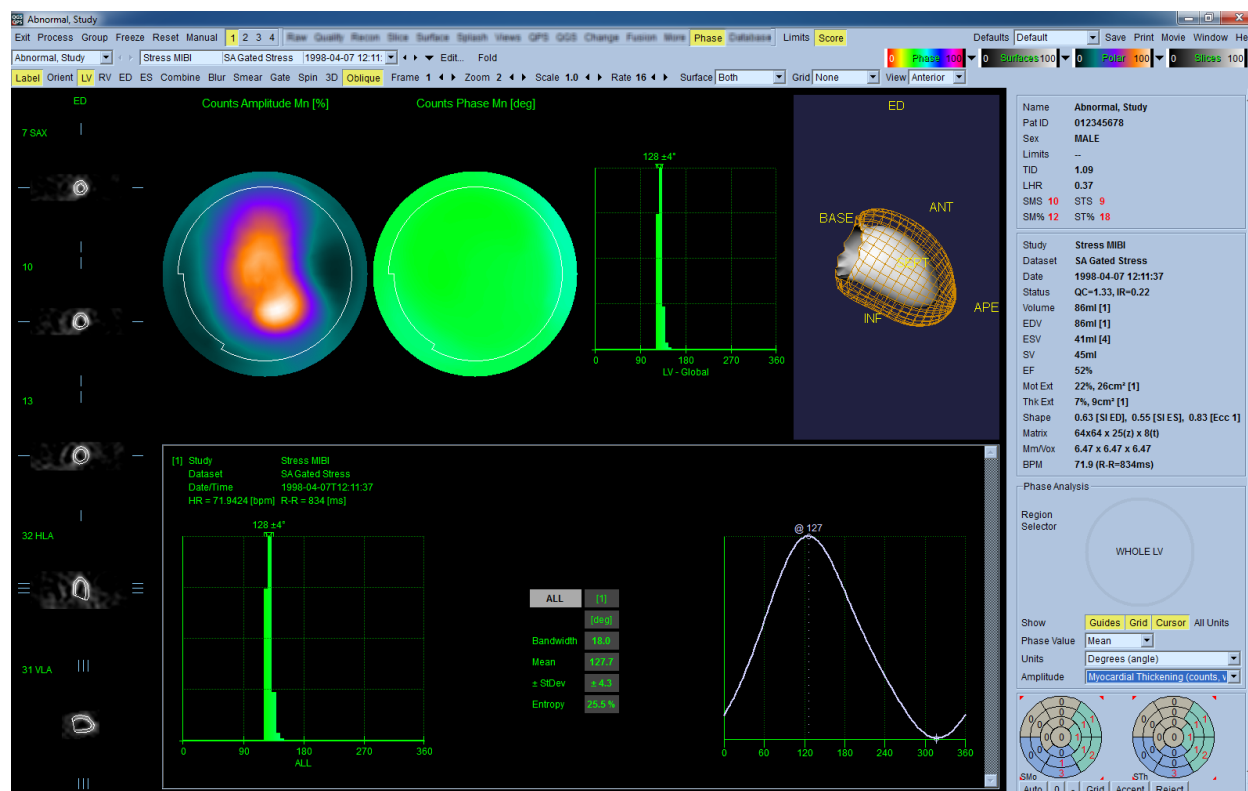 Abnormal, Study
Exit Process Group Freeze Reset Manual 1 2 3 4 Raw Quality Recon Slice Surface Splash Views QPS QGS Change Fusion More Phase Database Limits Score Defaults Default Save Print Movie Window He
Abnormal, Study Stress MIBI SA Gated Stress 1998-04-07 12:11: Edit... Fold 0 Phase 100 0 Surfaces 100 0 Polar 100 0 Slices 100
Label Orient LV RV ED ES Combine Blur Smear Gate Spin 3D Oblique Frame 1 Zoom 2 Scale 1.0 Rate 16 Surface Both Grid None View Anterior
ED
7 SAX
10
13
32 HLA
31 VLA
Counts Amplitude Mn [%]
Counts Phase Mn [deg]
128 ±4°
0 90 180 270 360
LV - Global
ED
BASE
ANT
SEPT
INF
APE
[1] Study Stress MIBI
Dataset SA Gated Stress
Date/Time 1998-04-07T12:11:37
HR = 71.9424 [bpm] R-R = 834 [ms]
128 ±4°
0 90 180 270 360
ALL
ALL [1]
[deg]
Bandwidth 18.0
Mean 127.7
± StDev ± 4.3
Entropy 25.5 %
@ 127
0 60 120 180 240 300 360
Name Abnormal, Study
Pat ID 012345678
Sex MALE
Limits --
TID 1.09
LHR 0.37
SMS 10 STS 9
SM% 12 ST% 18
Study Stress MIBI
Dataset SA Gated Stress
Date 1998-04-07 12:11:37
Status QC=1.33, IR=0.22
Volume 86ml [1]
EDV 86ml [1]
ESV 41ml [4]
SV 45ml
EF 52%
Mot Ext 22%, 26cm² [1]
Thk Ext 7%, 9cm² [1]
Shape 0.63 [SI ED], 0.55 [SI ES], 0.83 [Ecc 1]
Matrix 64x64 x 25(z) x 8(t)
Mm/Vox 6.47 x 6.47 x 6.47
BPM 71.9 (R-R=834ms)
Phase Analysis
Region
Selector
WHOLE LV
Show Guides Grid Cursor All Units
Phase Value Mean
Units Degrees (angle)
Amplitude Myocardial Thickening (counts,
SMo STh
Auto 0 - Grid Accept Reject